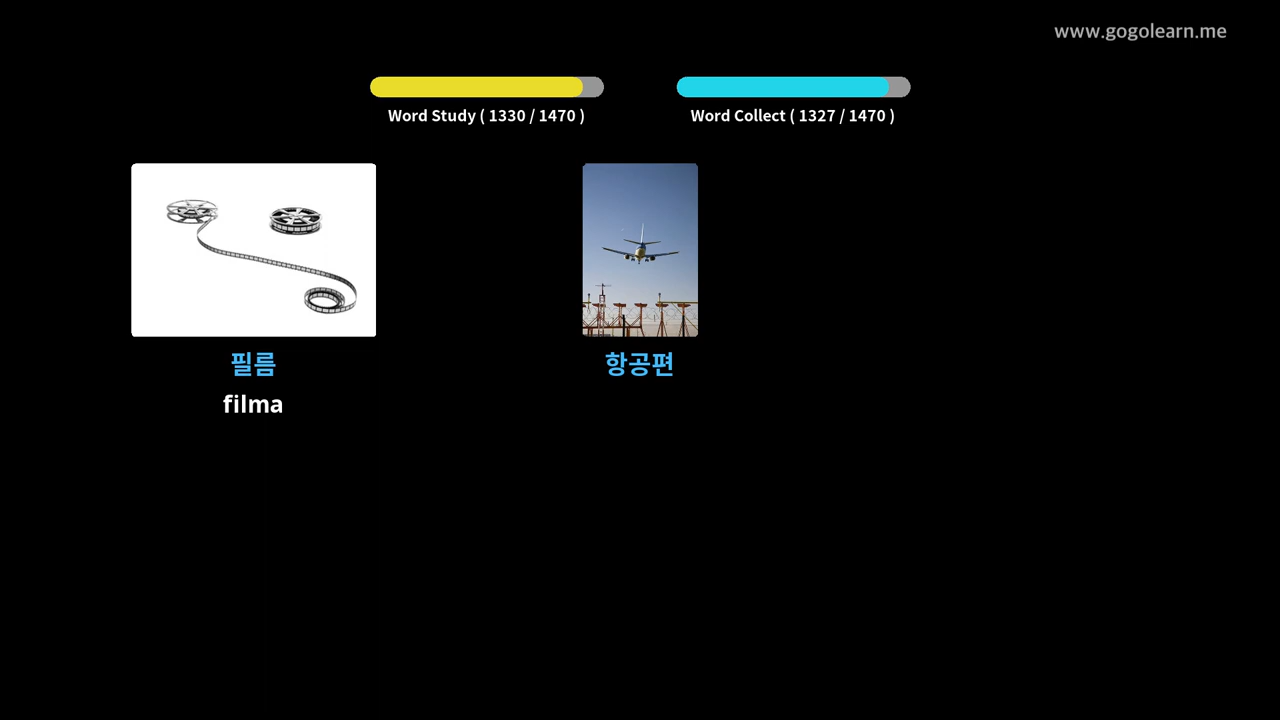 www.gogolearn.me
Word Study ( 1330 / 1470 )
Word Collect ( 1327 / 1470 )
필름
항공편
filma